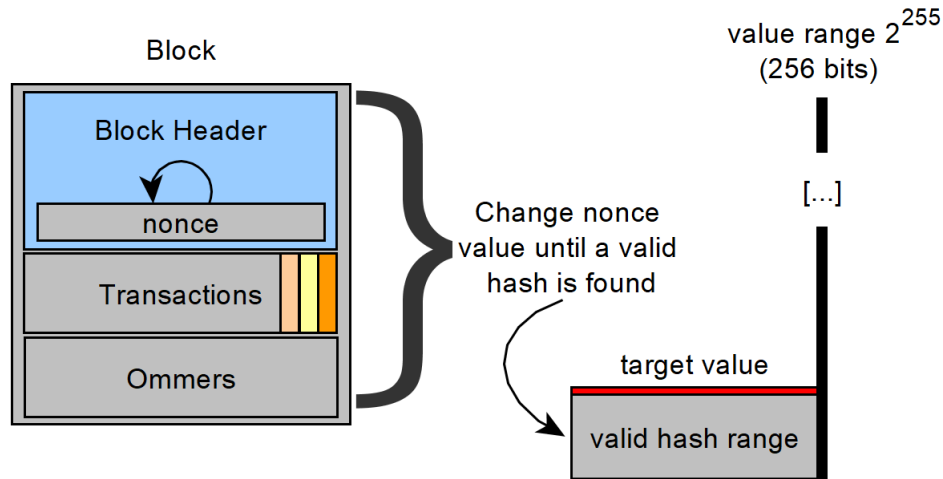 Block
Block Header
nonce
Transactions
Ommers
Change nonce
value until a valid
hash is found
value range 2^255
(256 bits)
[...]
target value
valid hash range